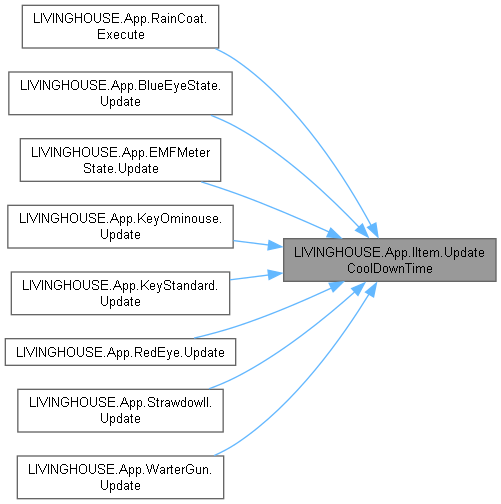 LIVINGHOUSE.App.RainCoat.
Execute
LIVINGHOUSE.App.BlueEyeState.
Update
LIVINGHOUSE.App.EMFMeter
State.Update
LIVINGHOUSE.App.KeyOminouse.
Update
LIVINGHOUSE.App.IItem.Update
CoolDownTime
LIVINGHOUSE.App.KeyStandard.
Update
LIVINGHOUSE.App.RedEye.Update
LIVINGHOUSE.App.Strawdowll.
Update
LIVINGHOUSE.App.WarterGun.
Update